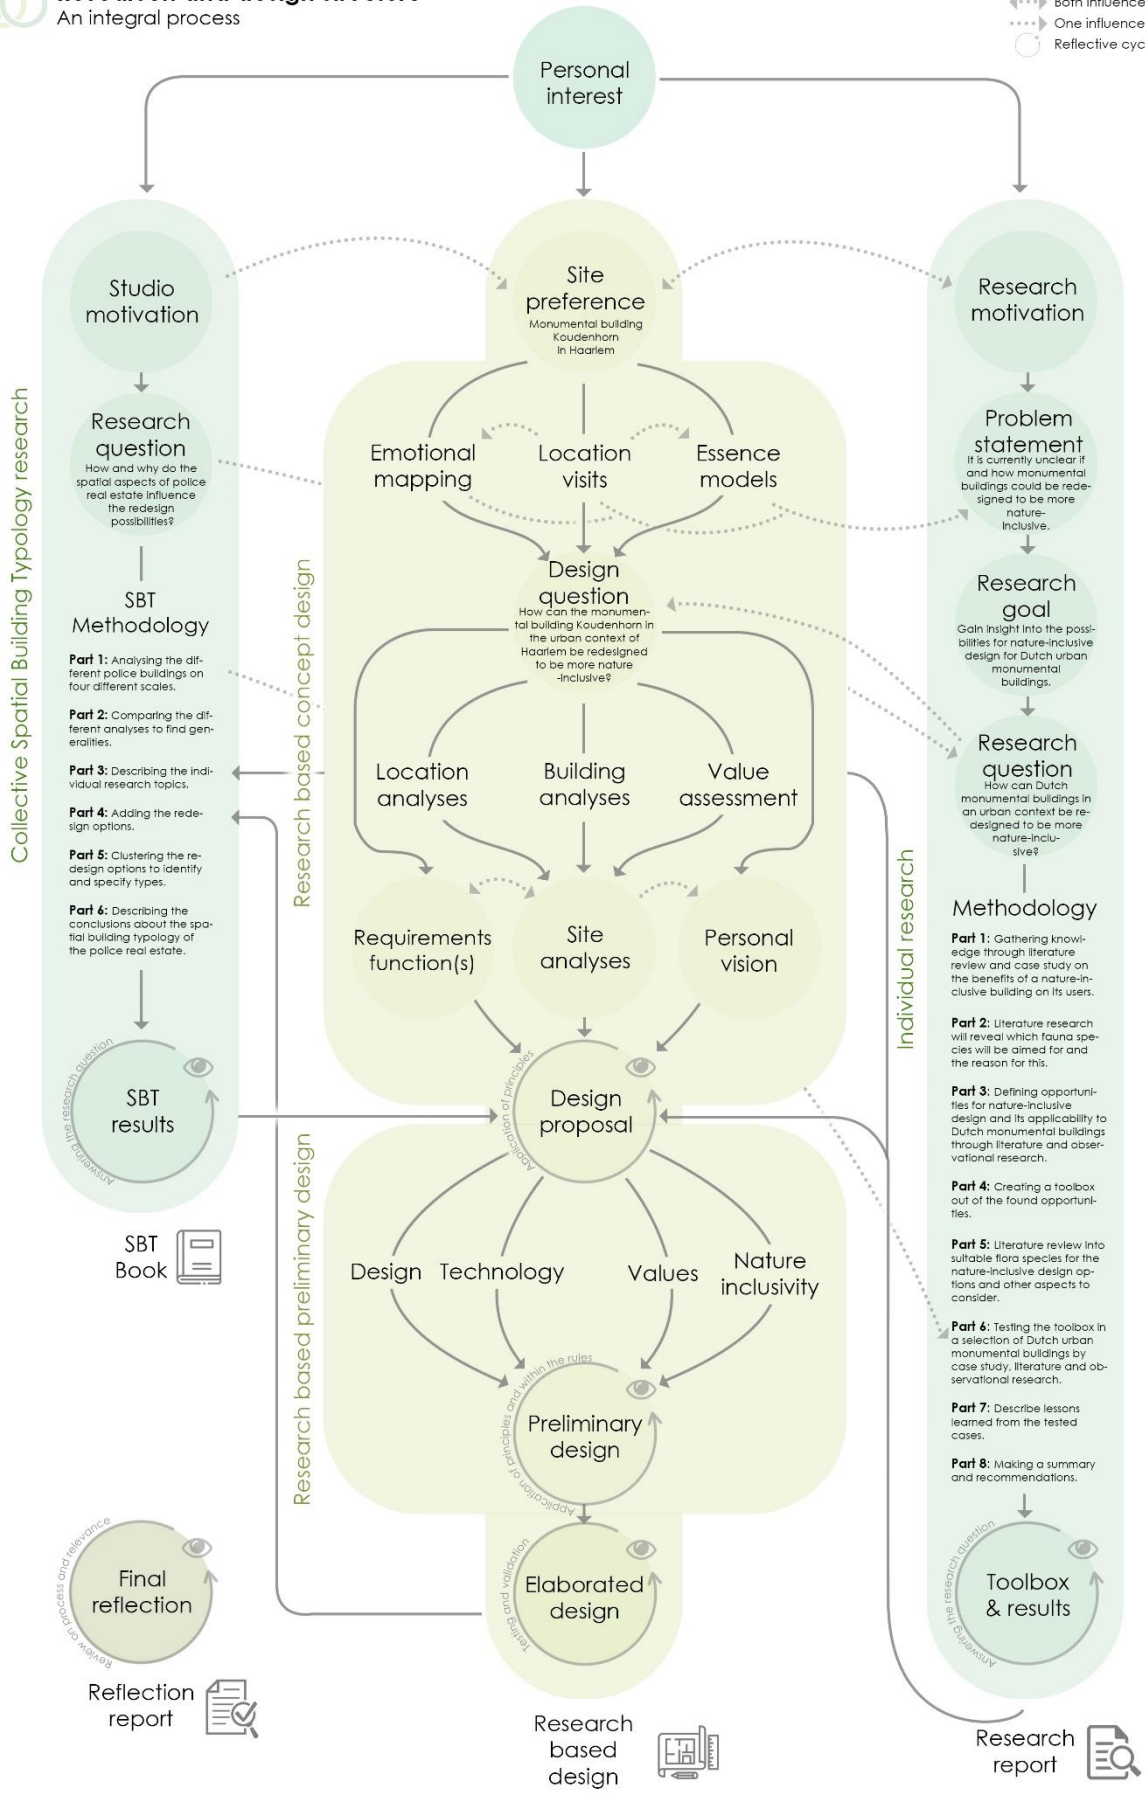 An integral process
Both influence
One influence
Reflective cyc
Personal
interest
Collective Spatial Building Typology research
Studio
motivation
Research
question
How and why do the
spatial aspects of police
real estate influence
the redesign
possibilities?
SBT
Methodology
Part 1: Analysing the dif-
ferent police buildings on
four different scales.
Part 2: Comparing the dif-
ferent analyses to find gen-
eralities.
Part 3: Describing the indi-
vidual research topics.
Part 4: Adding the rede-
sign options.
Part 5: Clustering the re-
design options to identify
and specify types.
Part 6: Describing the
conclusions about the spa-
tial building typology of
the police real estate.
Answering the research question
SBT
results
SBT
Book
Review on process and relevance
Final
reflection
Reflection
report
Research based concept design
Site
preference
Monumental building
Koudenhorn
in Haarlem
Emotional
mapping
Location
visits
Essence
models
Design
question
How can the monumen-
tal building Koudenhorn in
the urban context of
Haarlem be redesigned
to be more nature
-inclusive?
Location
analyses
Building
analyses
Value
assessment
Requirements
function(s)
Site
analyses
Personal
vision
Application of principles
Design
proposal
Research based preliminary design
Design
Technology
Values
Nature
inclusivity
Application of principles and within the rules
Preliminary
design
Testing and validation
Elaborated
design
Research
based
design
Individual research
Research
motivation
Problem
statement
It is currently unclear if
and how monumental
buildings could be rede-
signed to be more
nature-
inclusive.
Research
goal
Gain insight into the possi-
bilities for nature-inclusive
design for Dutch urban
monumental
buildings.
Research
question
How can Dutch
monumental buildings in
an urban context be re-
designed to be more
nature-inclu-
sive?
Methodology
Part 1: Gathering knowl-
edge through literature
review and case study on
the benefits of a nature-in-
clusive building on its users.
Part 2: Literature research
will reveal which fauna spe-
cies will be aimed for and
the reason for this.
Part 3: Defining opportuni-
ties for nature-inclusive
design and its applicability to
Dutch monumental buildings
through literature and obser-
vational research.
Part 4: Creating a toolbox
out of the found opportuni-
ties.
Part 5: Literature review into
suitable flora species for the
nature-inclusive design op-
tions and other aspects to
consider.
Part 6: Testing the toolbox in
a selection of Dutch urban
monumental buildings by
case study, literature and ob-
servational research.
Part 7: Describe lessons
learned from the tested
cases.
Part 8: Making a summary
and recommendations.
Answering the research question
Toolbox
& results
Research
report